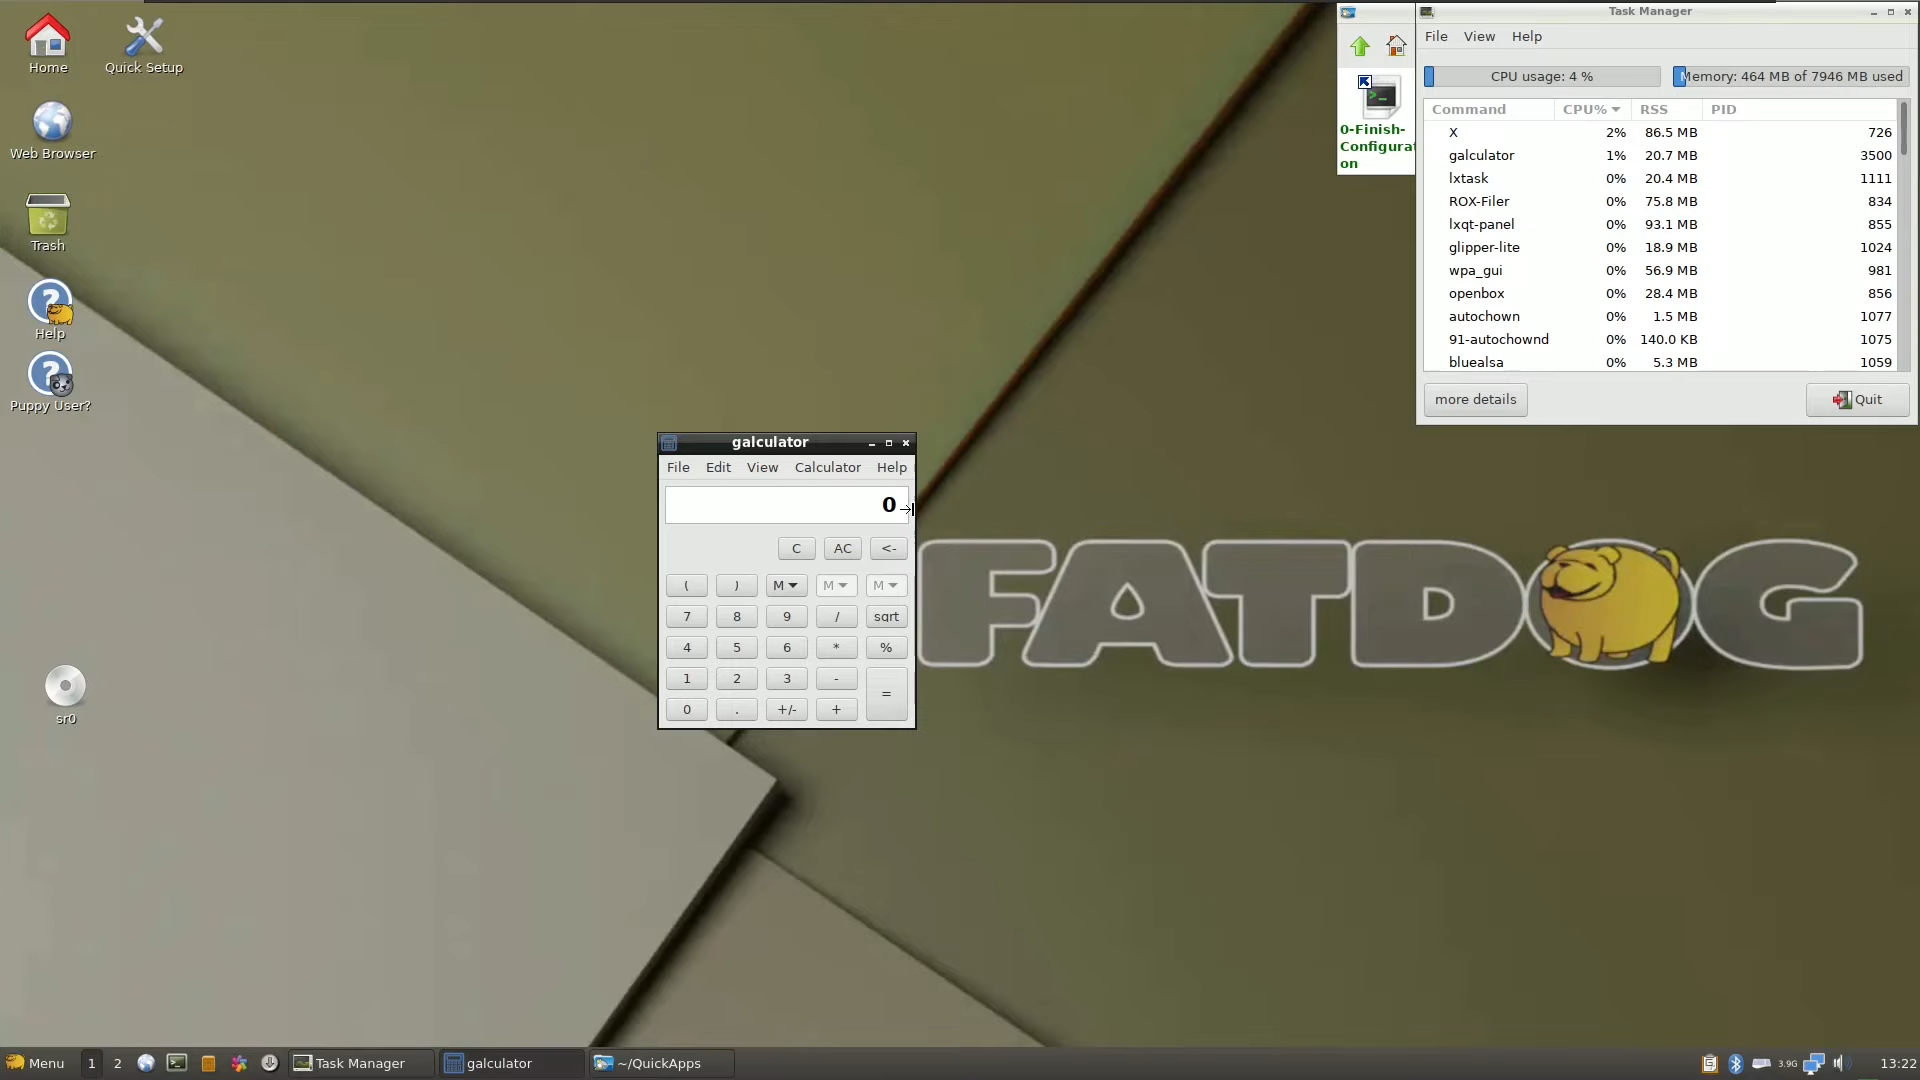 Home
Quick Setup
Web Browser
Trash
Help
Puppy User?
sr0
0-Finish-
Configurat
on
Task Manager
File View Help
CPU usage: 4 %
Memory: 464 MB of 7946 MB used
Command CPU% RSS PID
X 2% 86.5 MB 726
galculator 1% 20.7 MB 3500
lxtask 0% 20.4 MB 1111
ROX-Filer 0% 75.8 MB 834
lxqt-panel 0% 93.1 MB 855
glipper-lite 0% 18.9 MB 1024
wpa_gui 0% 56.9 MB 981
openbox 0% 28.4 MB 856
autochown 0% 1.5 MB 1077
91-autochownd 0% 140.0 KB 1075
bluealsa 0% 5.3 MB 1059
more details
Quit
galculator
File Edit View Calculator Help
0
C AC <-
( ) M M M
7 8 9 / sqrt
4 5 6 * %
1 2 3 - =
0 . +/- +
FATDOG
Menu 1 2 Task Manager galculator ~/QuickApps 3.9G 13:22